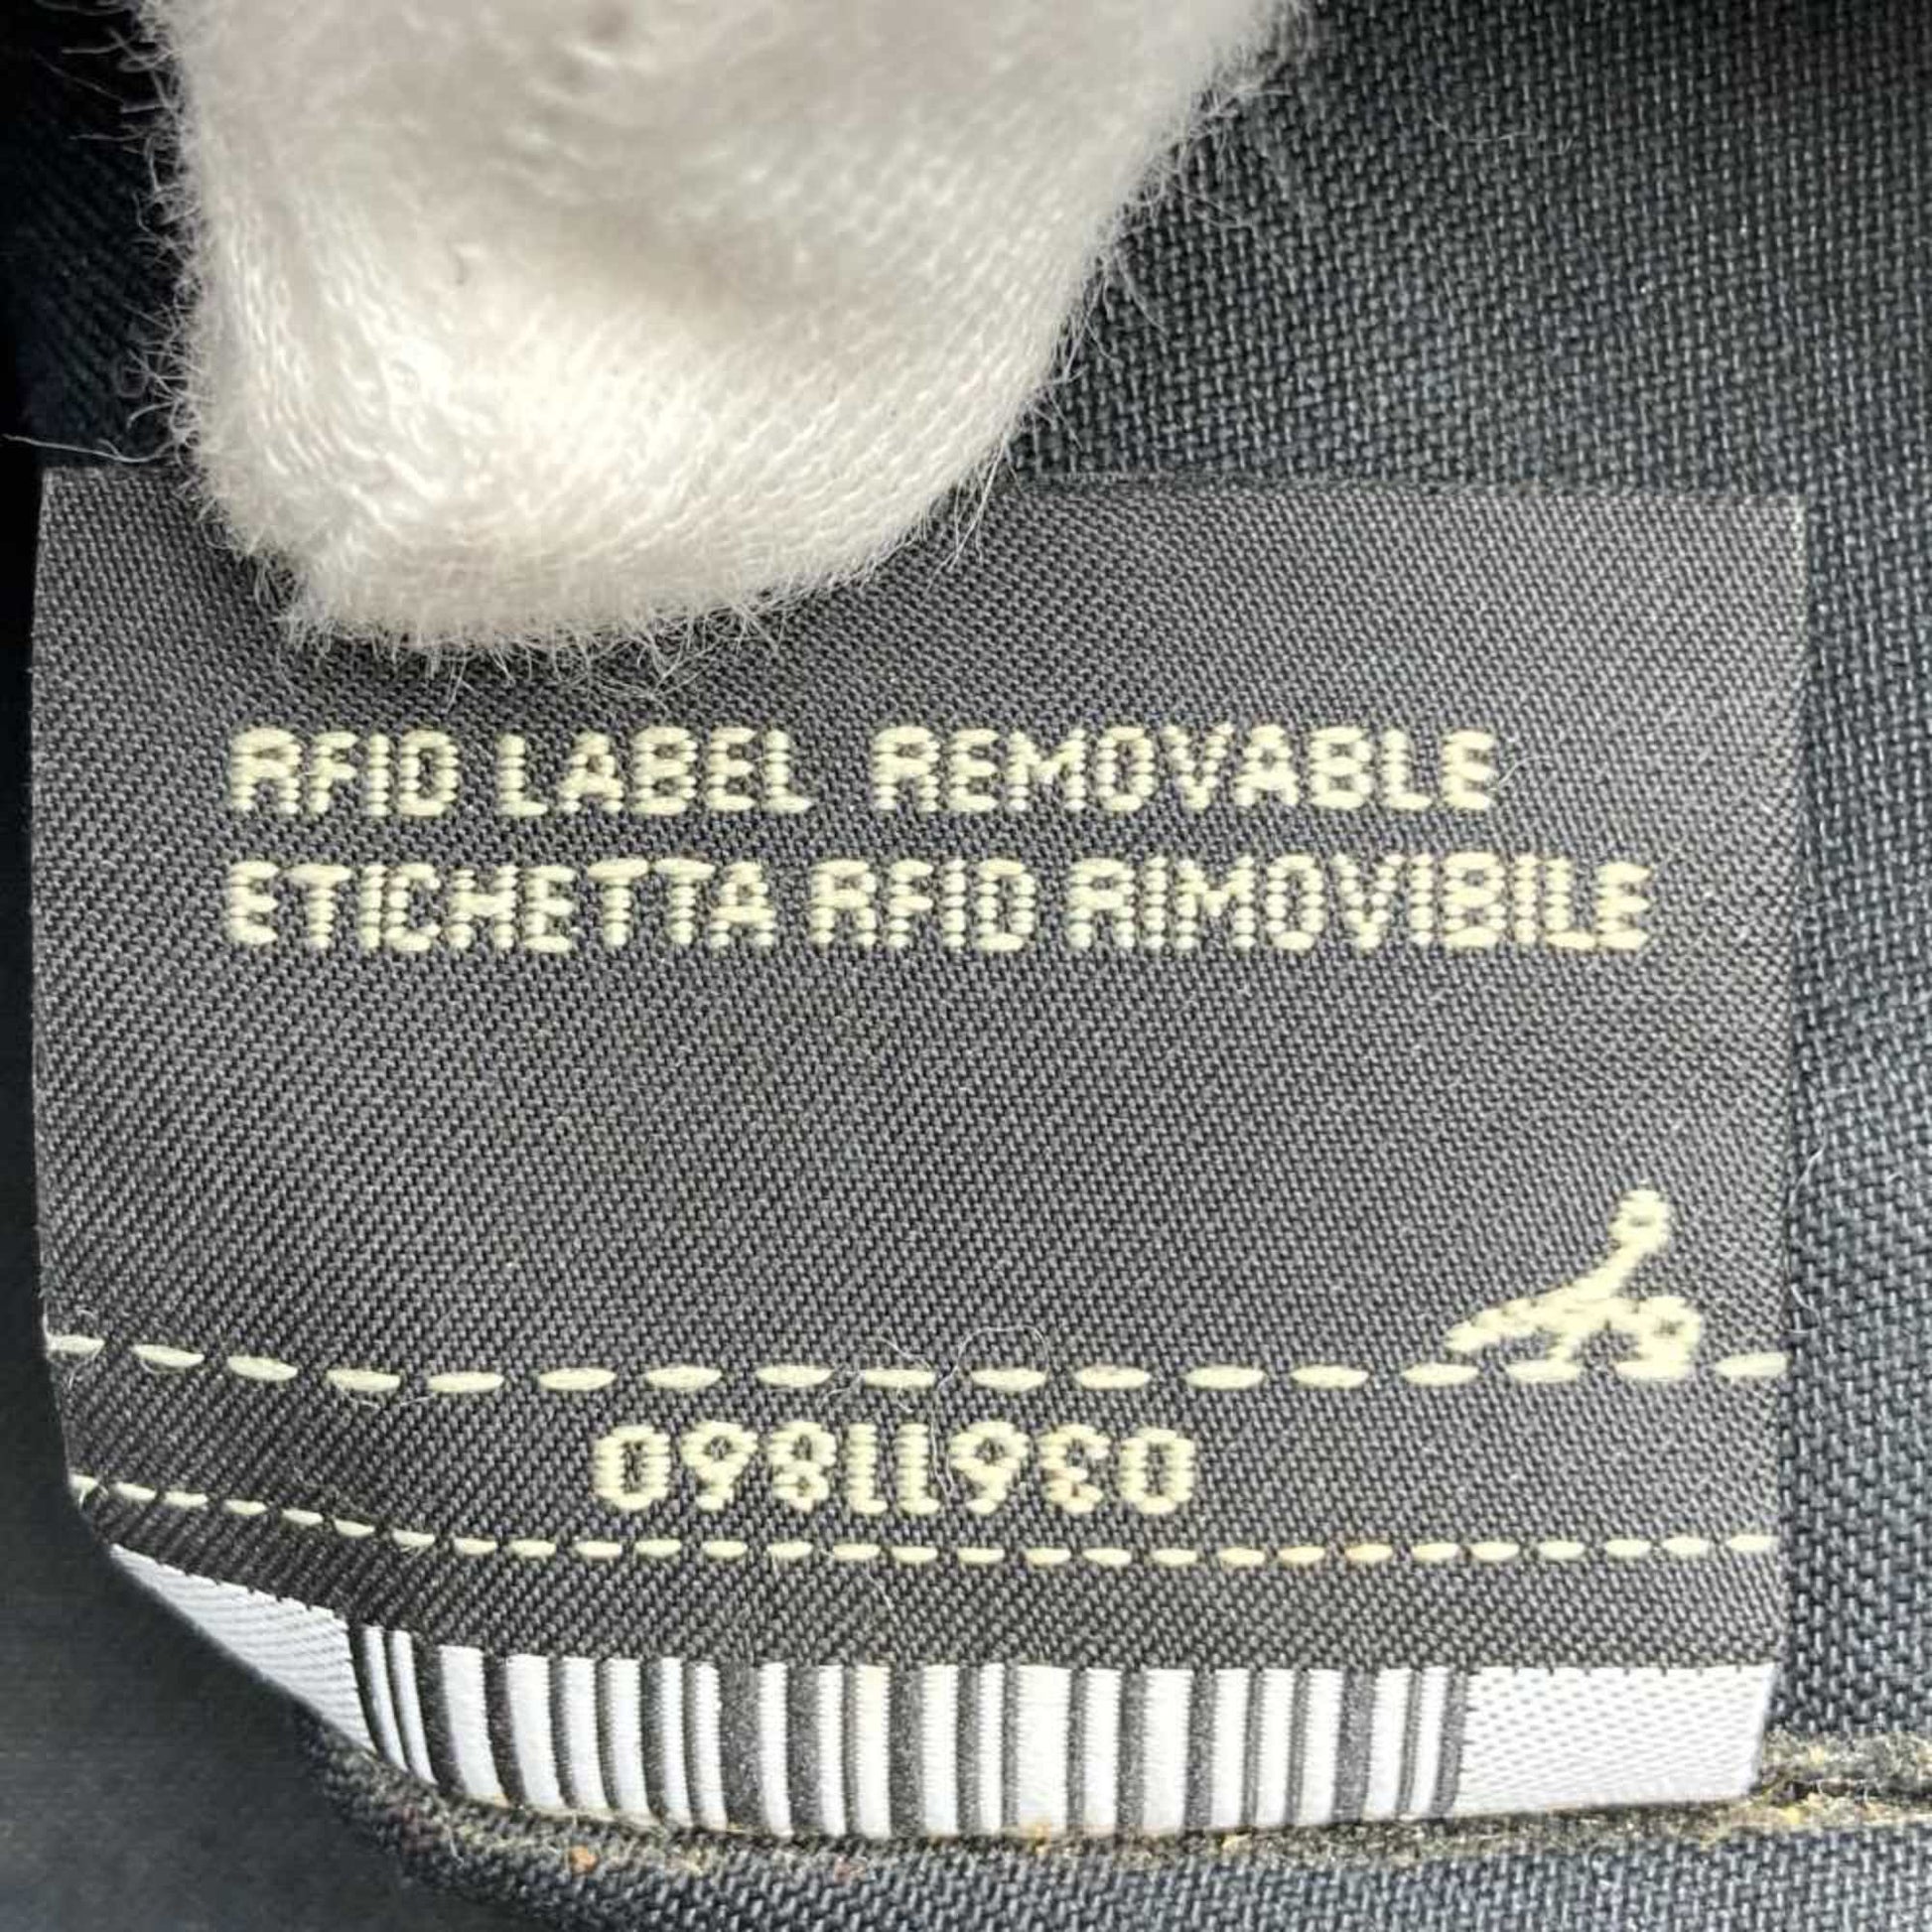 RFID LABEL REMOVABLE
ETICHETTA RFID RIMOVIBILE
03611860